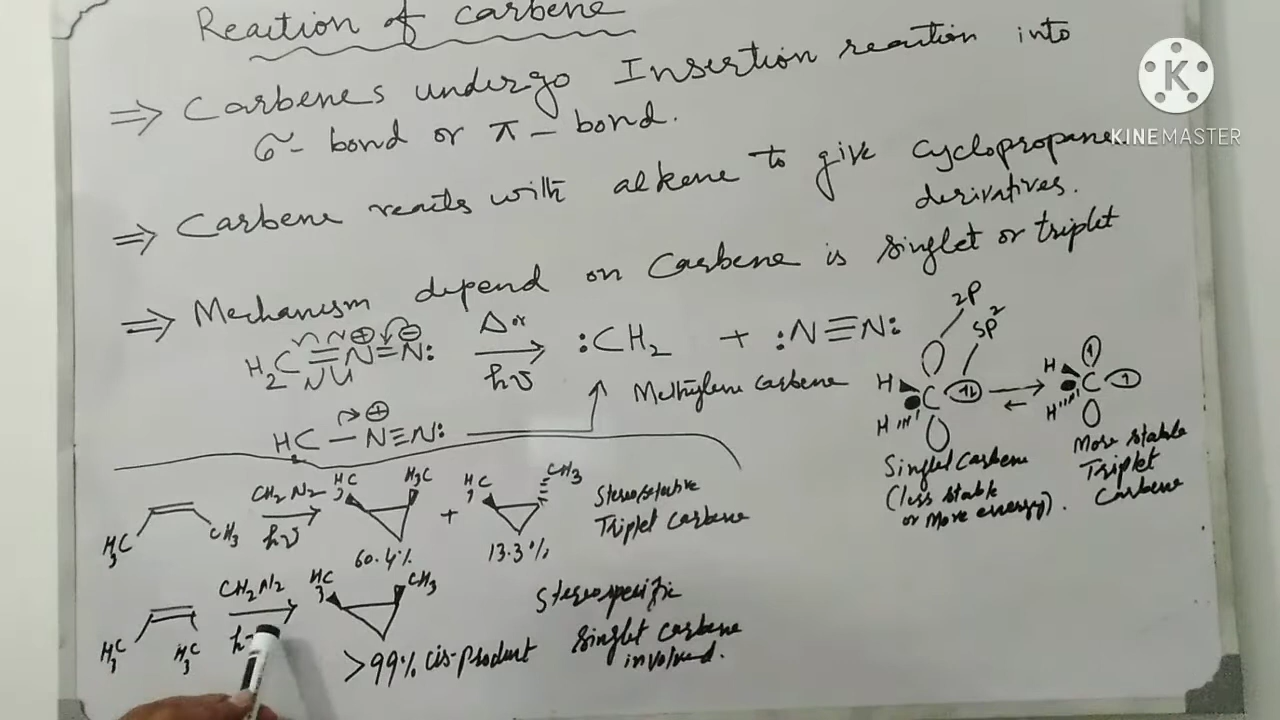 Reaction of carbene
⇒ Carbenes undergo Insertion reaction into
σ - bond or π - bond.
⇒ Carbene reacts with alkene to give cyclopropane
derivatives.
⇒ Mechanism depend on Carbene is singlet or triplet
H₂C = N⊕ = N⊖: Δ or hν → :CH₂ + :N≡N:
Methylene carbene
HC — N⊕ ≡ N:
2P
SP²
H H C 1↓ ⇌ H H C 1 1
Singlet carbene
(less stable
or More energy).
More stable
Triplet
Carbene
H₃C CH₃ CH₂N₂ hν → H₃C H₃C + H₃C CH₃
60.4% 13.3%
Stereoselective
Triplet carbene
H₃C H₃C CH₂N₂ → H₃C CH₃
>99% cis-product
Stereospecific
Singlet carbene
involved.
KINEMASTER